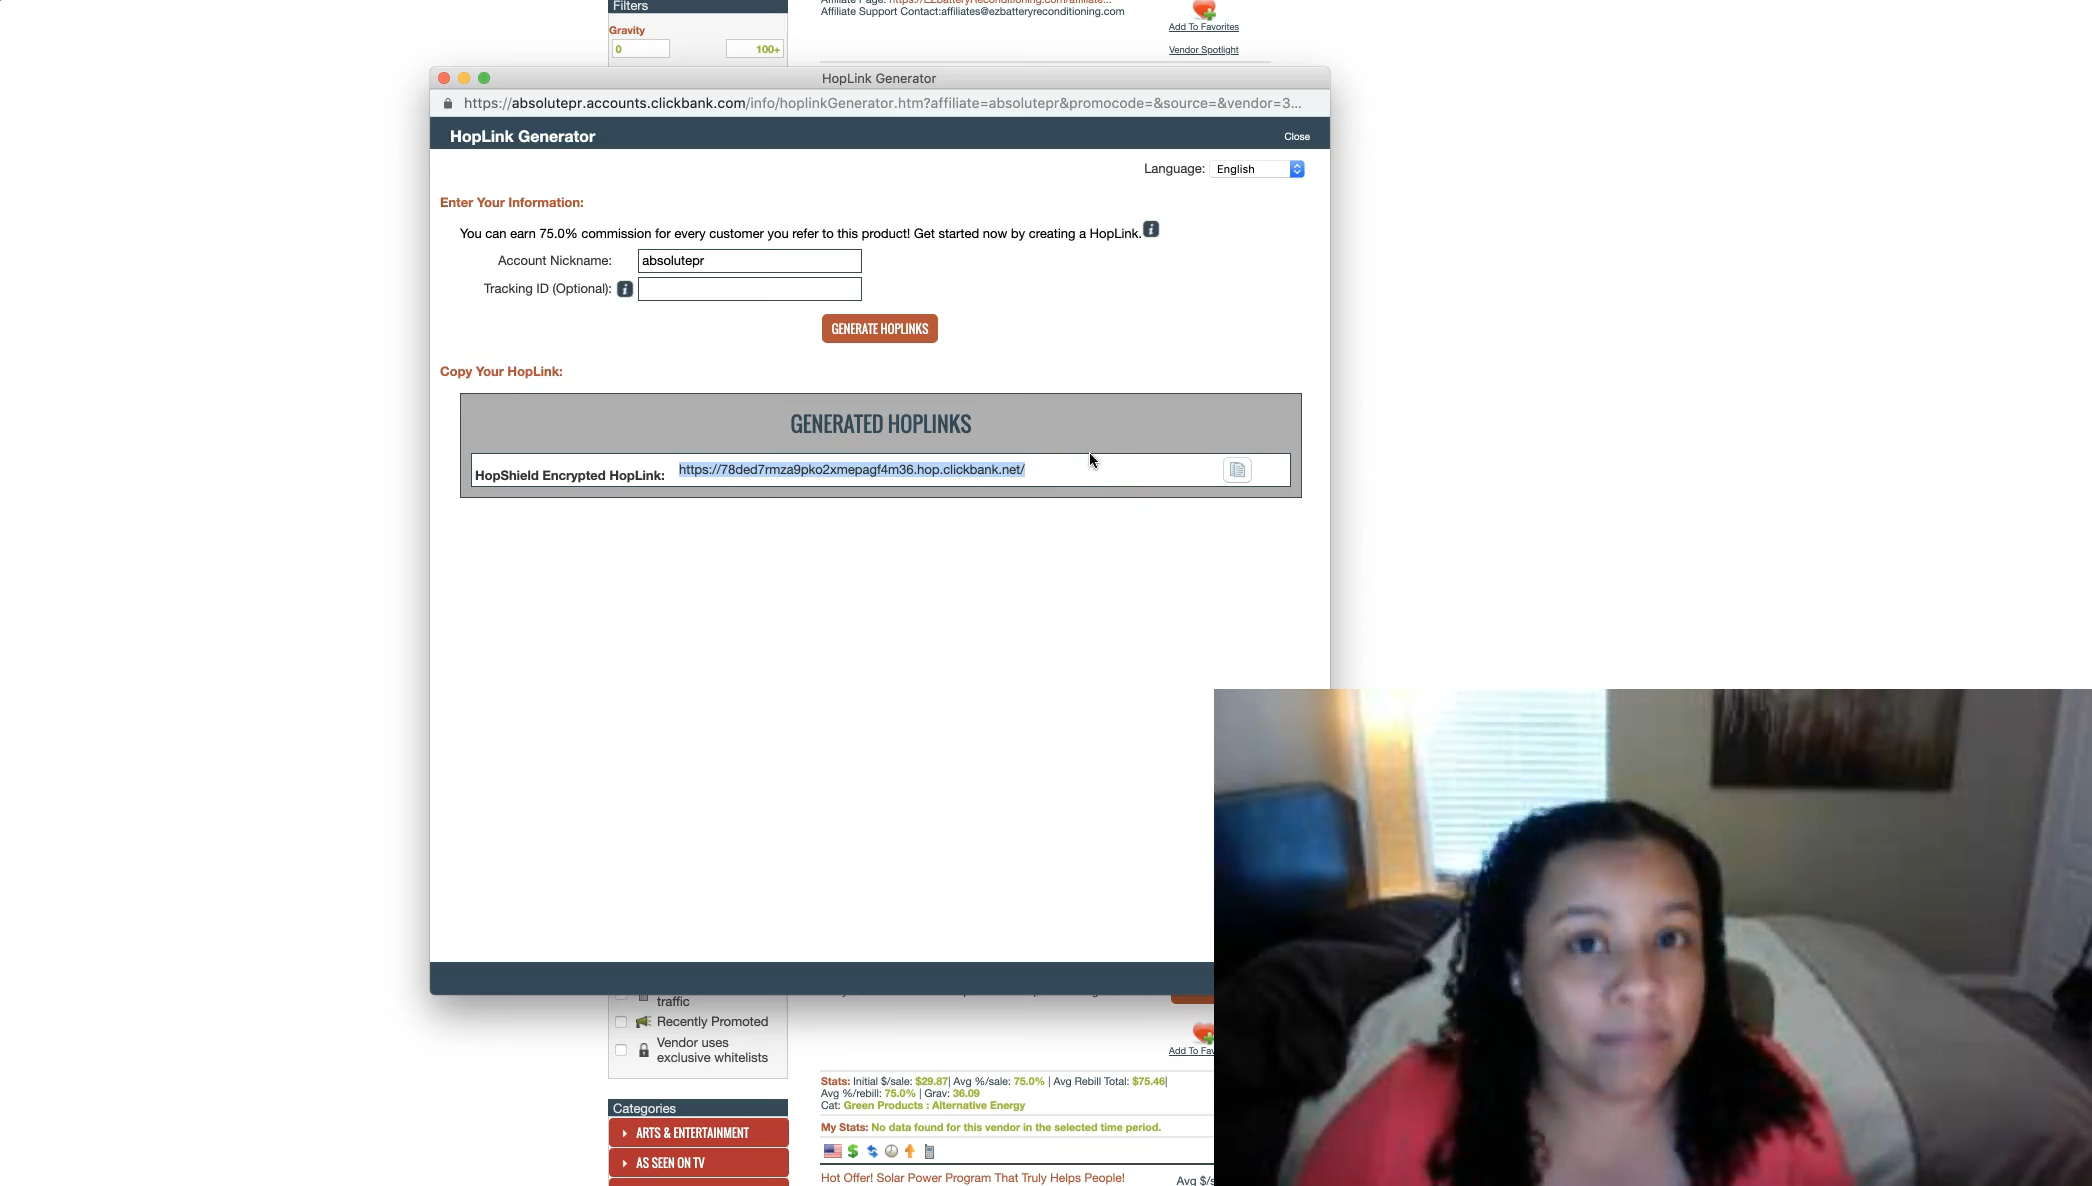 Filters
Gravity
0
100+
Affiliate Support Contact:affiliates@ezbatteryreconditioning.com
Add To Favorites
Vendor Spotlight
HopLink Generator
https://absolutepr.accounts.clickbank.com/info/hoplinkGenerator.htm?affiliate=absolutepr&promocode=&source=&vendor=3...
HopLink Generator
Close
Language: English
Enter Your Information:
You can earn 75.0% commission for every customer you refer to this product! Get started now by creating a HopLink.
Account Nickname: absolutepr
Tracking ID (Optional):
GENERATE HOPLINKS
Copy Your HopLink:
GENERATED HOPLINKS
HopShield Encrypted HopLink: https://78ded7rmza9pko2xmepagf4m36.hop.clickbank.net/
traffic
Recently Promoted
Vendor uses
exclusive whitelists
Add To Fav
Categories
ARTS & ENTERTAINMENT
AS SEEN ON TV
Stats: Initial $/sale: $29.87| Avg %/sale: 75.0% | Avg Rebill Total: $75.46|
Avg %/rebill: 75.0% | Grav: 36.09
Cat: Green Products : Alternative Energy
My Stats: No data found for this vendor in the selected time period.
Hot Offer! Solar Power Program That Truly Helps People!
Avg $/s